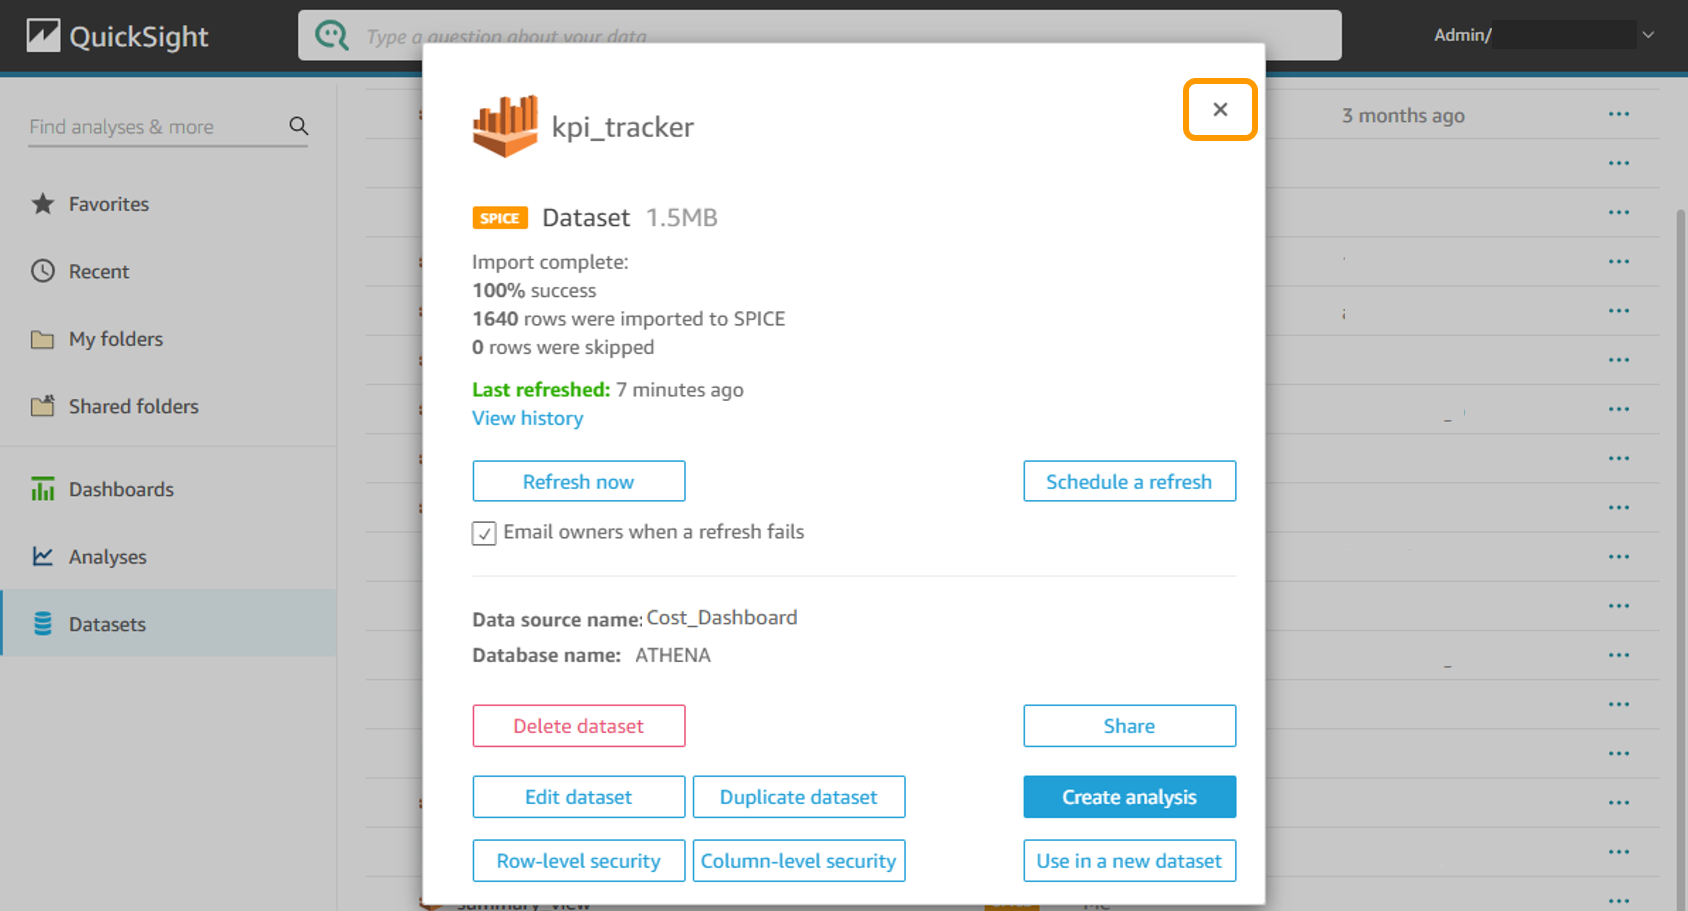 QuickSight
Type a question about your data
Admin/
Find analyses & more
Favorites
Recent
My folders
Shared folders
Dashboards
Analyses
Datasets
3 months ago
kpi_tracker
SPICE Dataset 1.5MB
Import complete:
100% success
1640 rows were imported to SPICE
0 rows were skipped
Last refreshed: 7 minutes ago
View history
Refresh now
Schedule a refresh
Email owners when a refresh fails
Data source name: Cost_Dashboard
Database name: ATHENA
Delete dataset
Share
Edit dataset
Duplicate dataset
Create analysis
Row-level security
Column-level security
Use in a new dataset
summary_view